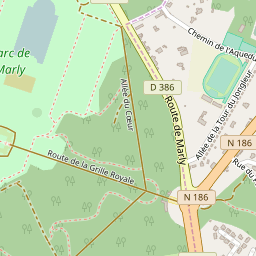 arc de
Marly
Chemin de l'Aquedu
D 386
Allée du Cœur
Route de Marly
Allée de la Tour du Jongleur
N 186
Rue du
Route de la Grille Royale
N 186